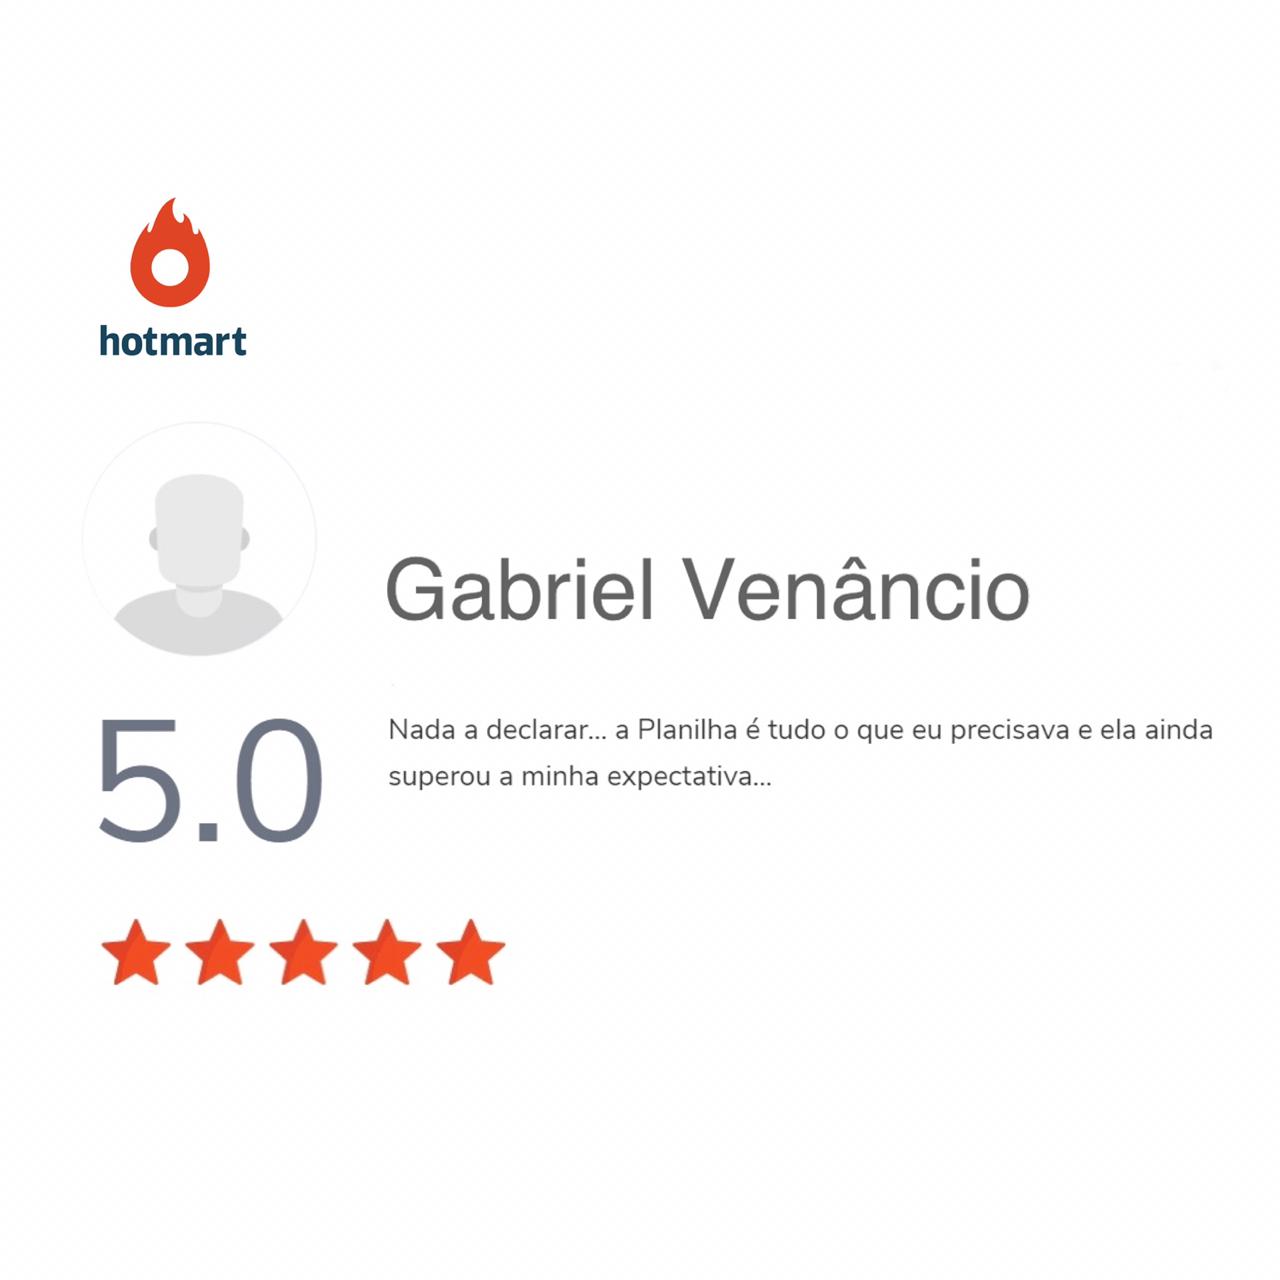 hotmart
Gabriel Venâncio
5.0
Nada a declarar... a Planilha é tudo o que eu precisava e ela ainda
superou a minha expectativa...